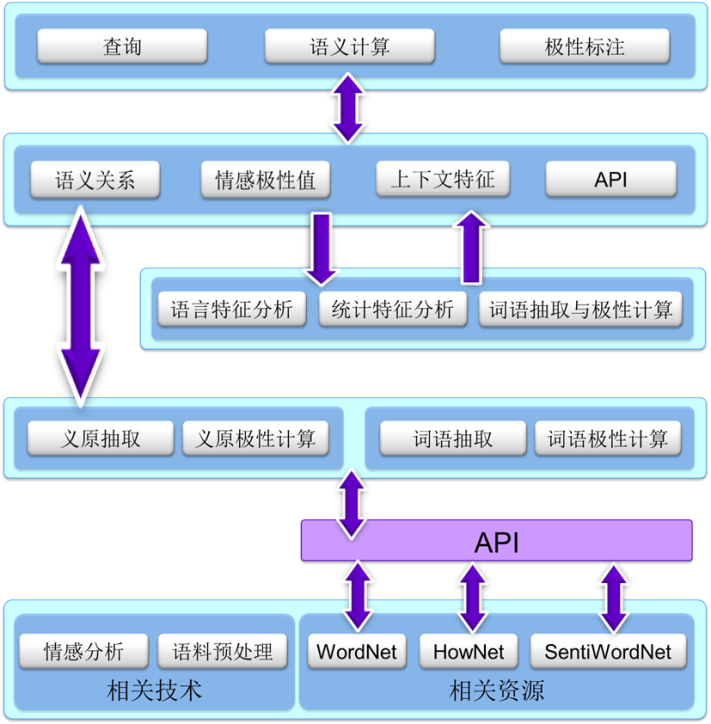 查询 语义计算 极性标注
语义关系 情感极性值 上下文特征 API
语言特征分析 统计特征分析 词语抽取与极性计算
义原抽取 义原极性计算 词语抽取 词语极性计算
API
情感分析 语料预处理 WordNet HowNet SentiWordNet
相关技术 相关资源